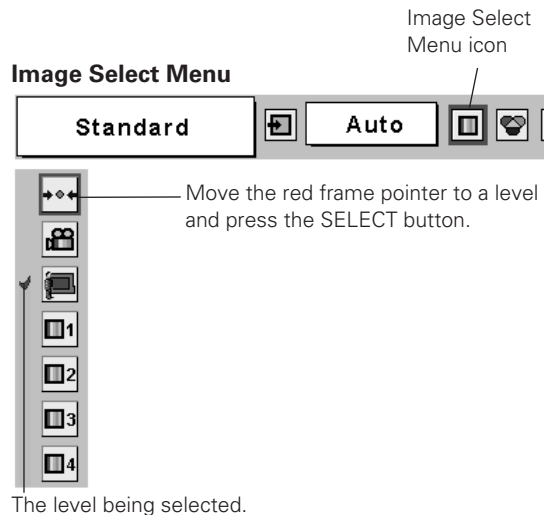 Image Select
Menu icon
Image Select Menu
Standard
Auto
Move the red frame pointer to a level
and press the SELECT button.
1
2
3
4
The level being selected.